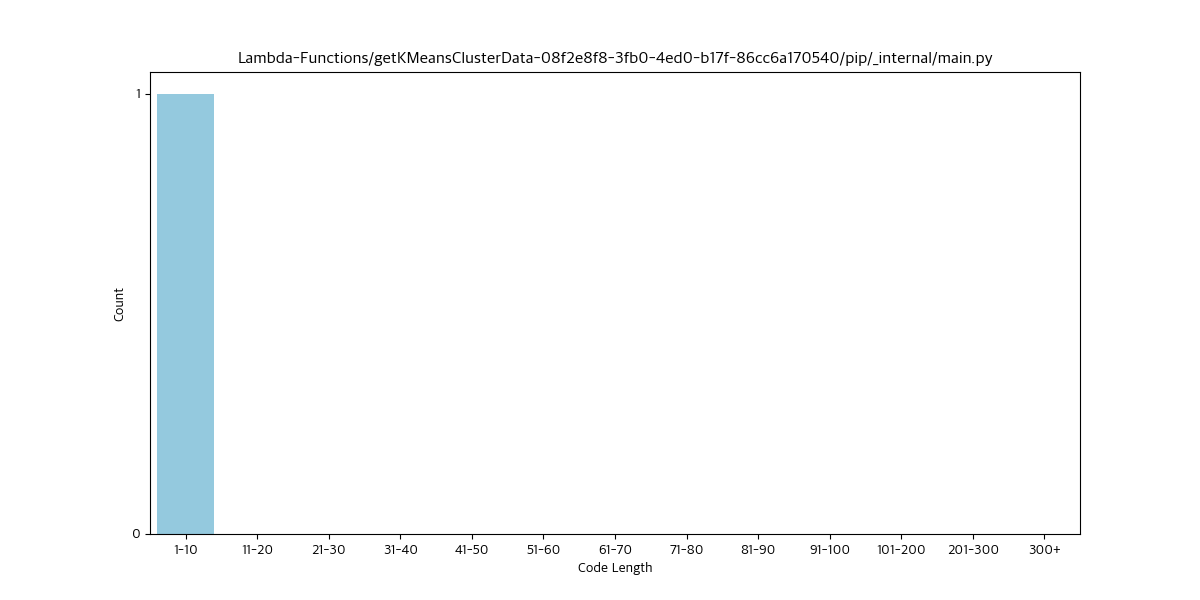 Lambda-Functions/getKMeansClusterData-08f2e8f8-3fb0-4ed0-b17f-86cc6a170540/pip/_internal/main.py
1
Count
0
1-10 11-20 21-30 31-40 41-50 51-60 61-70 71-80 81-90 91-100 101-200 201-300 300+
Code Length